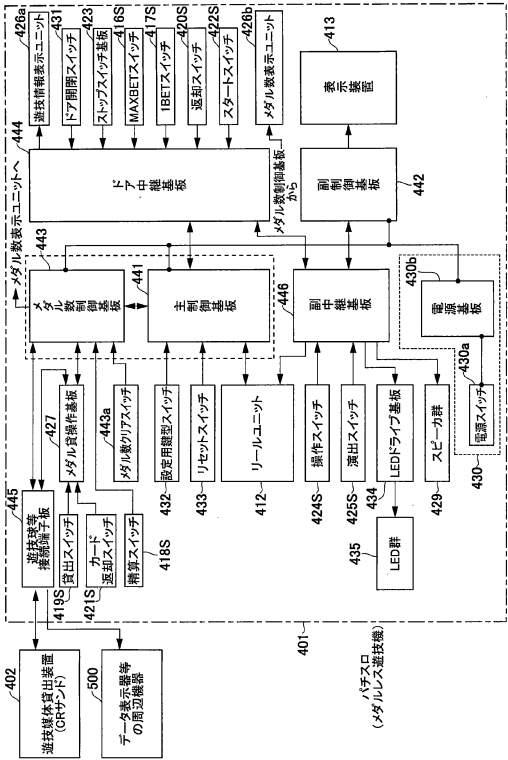 426a
遊技情報表示ユニット
431
ドア開閉スイッチ
423
ストップスイッチ基板
416S
MAXBETスイッチ
417S
1BETスイッチ
420S
返却スイッチ
422S
スタートスイッチ
426b
メダル数表示ユニット
413
表示装置
444
ドア中継基板
メダル数制御基板
から
副制御基板
442
メダル数表示ユニットへ
443
メダル
数制御基板
441
主制御基板
446
副中継基板
430b
電源基板
430a
電源スイッチ
430
445
遊技球等
接続端子板
427
メダル貸操作基板
443a
メダル数クリアスイッチ
設定用鍵型スイッチ
432
リセットスイッチ
433
リールユニット
412
操作スイッチ
424S
演出スイッチ
425S
LEDドライブ基板
434
スピーカ群
429
LED群
435
419S
貸出スイッチ
421S
カード
返却スイッチ
精算スイッチ
418S
401
パチスロ
(メダルレス遊技機)
402
遊技媒体貸出装置
(CRサンド)
500
データ表示器等
の周辺機器